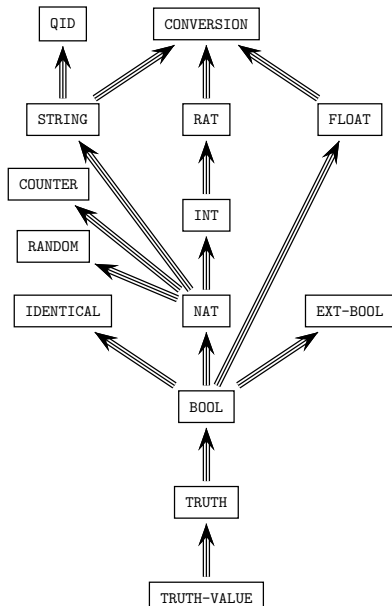 QID
CONVERSION
STRING
RAT
FLOAT
COUNTER
INT
RANDOM
IDENTICAL
NAT
EXT-BOOL
BOOL
TRUTH
TRUTH-VALUE